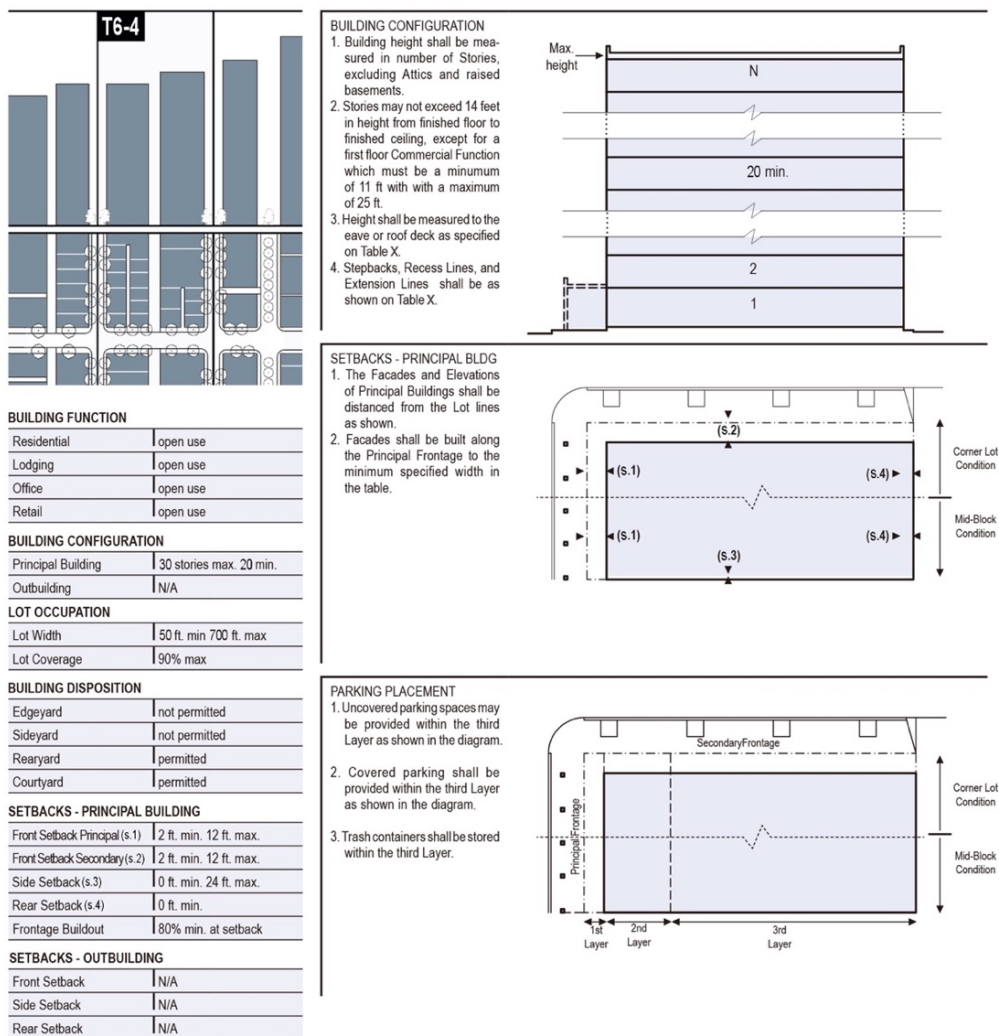 T6-4
BUILDING FUNCTION
Residential open use
Lodging open use
Office open use
Retail open use
BUILDING CONFIGURATION
Principal Building 30 stories max. 20 min.
Outbuilding N/A
LOT OCCUPATION
Lot Width 50 ft. min 700 ft. max
Lot Coverage 90% max
BUILDING DISPOSITION
Edgeyard not permitted
Sideyard not permitted
Rearyard permitted
Courtyard permitted
SETBACKS - PRINCIPAL BUILDING
Front Setback Principal (s.1) 2 ft. min. 12 ft. max.
Front Setback Secondary (s.2) 2 ft. min. 12 ft. max.
Side Setback (s.3) 0 ft. min. 24 ft. max.
Rear Setback (s.4) 0 ft. min.
Frontage Buildout 80% min. at setback
SETBACKS - OUTBUILDING
Front Setback N/A
Side Setback N/A
Rear Setback N/A
BUILDING CONFIGURATION
1. Building height shall be mea-
sured in number of Stories,
excluding Attics and raised
basements.
2. Stories may not exceed 14 feet
in height from finished floor to
finished ceiling, except for a
first floor Commercial Function
which must be a minumum
of 11 ft with with a maximum
of 25 ft.
3. Height shall be measured to the
eave or roof deck as specified
on Table X.
4. Stepbacks, Recess Lines, and
Extension Lines shall be as
shown on Table X.
Max.
height
N
20 min.
2
1
SETBACKS - PRINCIPAL BLDG
1. The Facades and Elevations
of Principal Buildings shall be
distanced from the Lot lines
as shown.
2. Facades shall be built along
the Principal Frontage to the
minimum specified width in
the table.
(s.2)
(s.1)
(s.4)
(s.1)
(s.4)
(s.3)
Corner Lot
Condition
Mid-Block
Condition
PARKING PLACEMENT
1. Uncovered parking spaces may
be provided within the third
Layer as shown in the diagram.
2. Covered parking shall be
provided within the third Layer
as shown in the diagram.
3. Trash containers shall be stored
within the third Layer.
SecondaryFrontage
Principal Frontage
Corner Lot
Condition
Mid-Block
Condition
1st
Layer
2nd
Layer
3rd
Layer